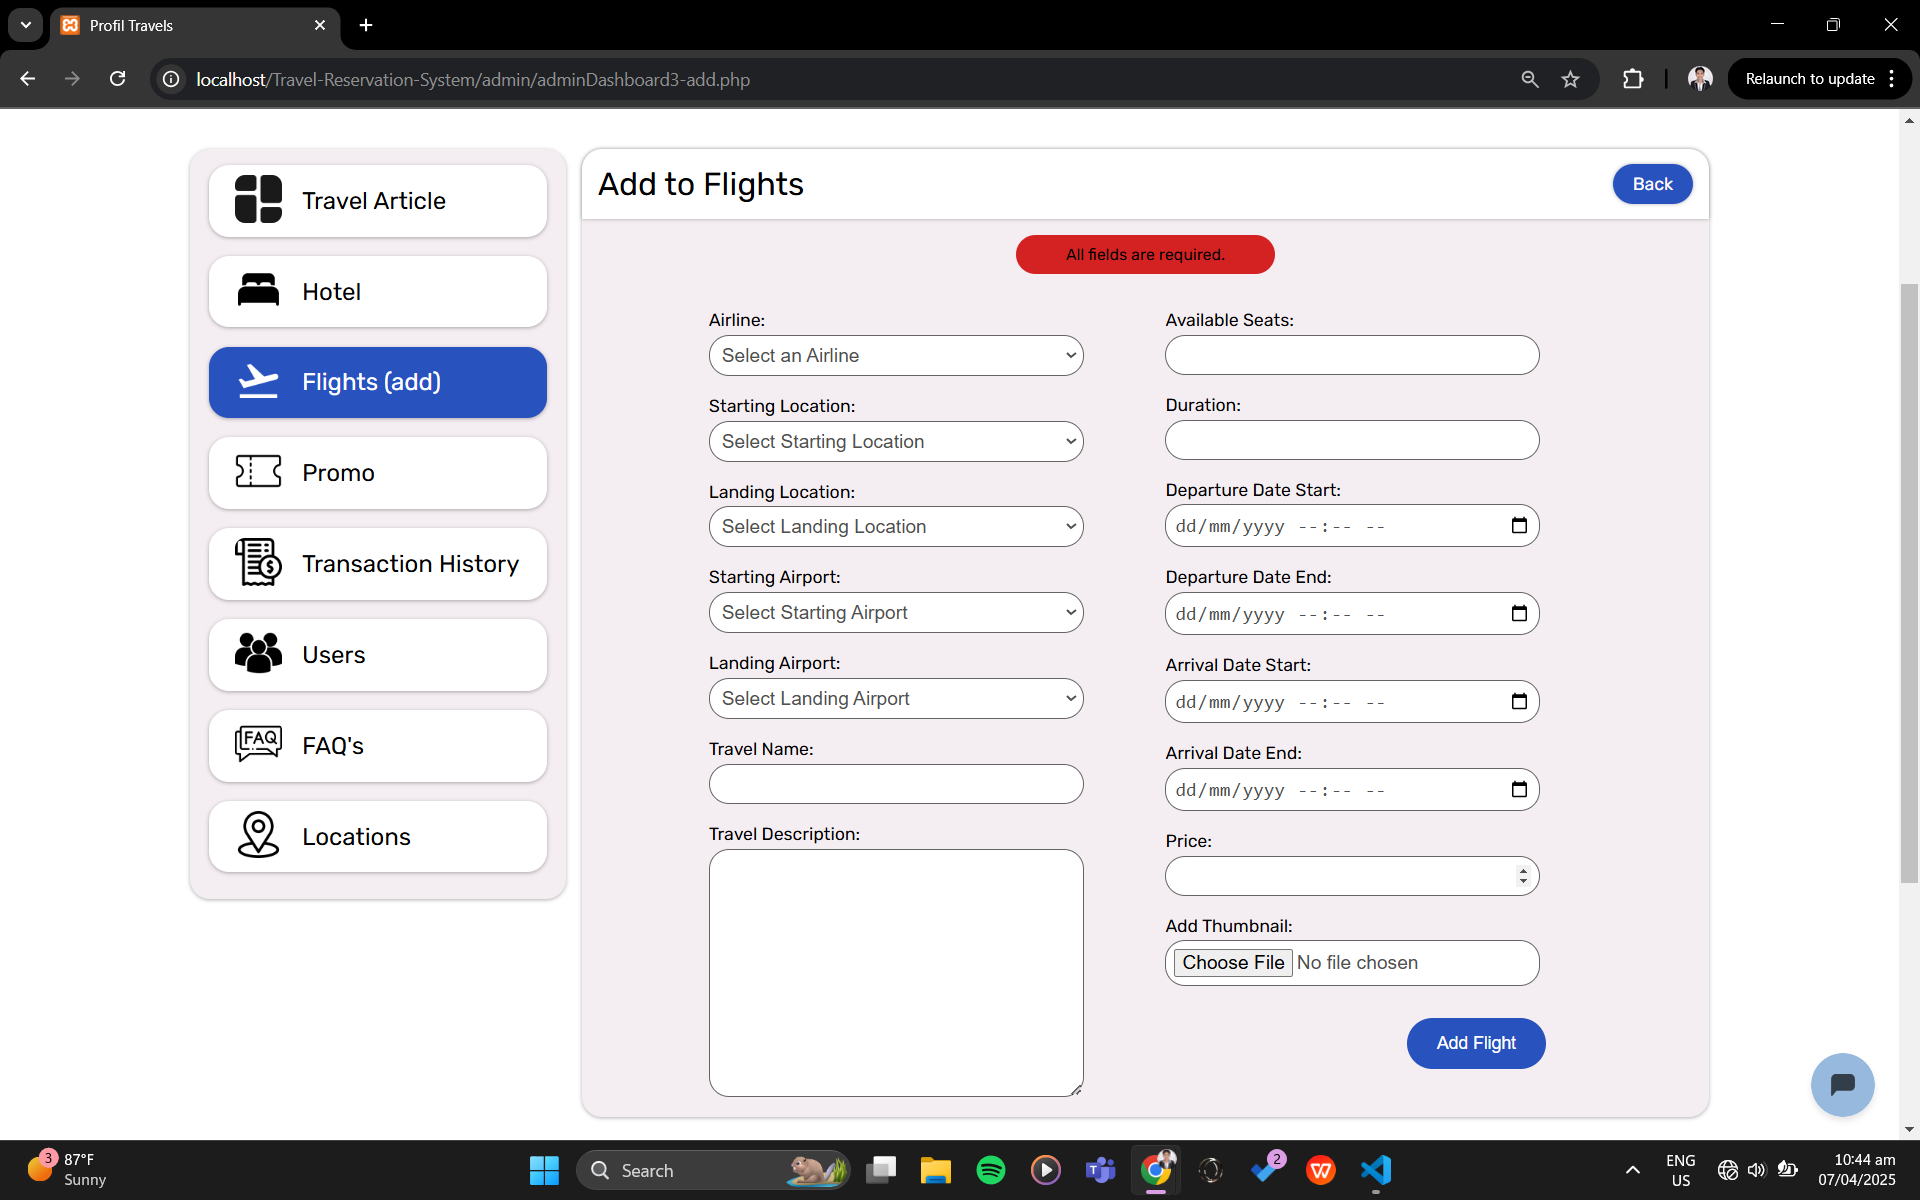 Profil Travels
localhost/Travel-Reservation-System/admin/adminDashboard3-add.php
Relaunch to update
Travel Article
Hotel
Flights (add)
Promo
Transaction History
Users
FAQ
FAQ's
Locations
Add to Flights
Back
All fields are required.
Airline:
Select an Airline
Starting Location:
Select Starting Location
Landing Location:
Select Landing Location
Starting Airport:
Select Starting Airport
Landing Airport:
Select Landing Airport
Travel Name:
Travel Description:
Available Seats:
Duration:
Departure Date Start:
dd/mm/yyyy --:-- --
Departure Date End:
dd/mm/yyyy --:-- --
Arrival Date Start:
dd/mm/yyyy --:-- --
Arrival Date End:
dd/mm/yyyy --:-- --
Price:
Add Thumbnail:
Choose File No file chosen
Add Flight
3
87°F
Sunny
Search
2
ENG
US
10:44 am
07/04/2025